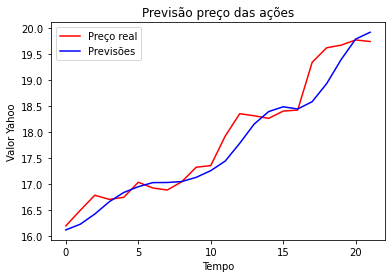 Previsão preço das ações
Preço real
Previsões
20.0
19.5
19.0
18.5
18.0
17.5
17.0
16.5
16.0
Valor Yahoo
0 5 10 15 20
Tempo